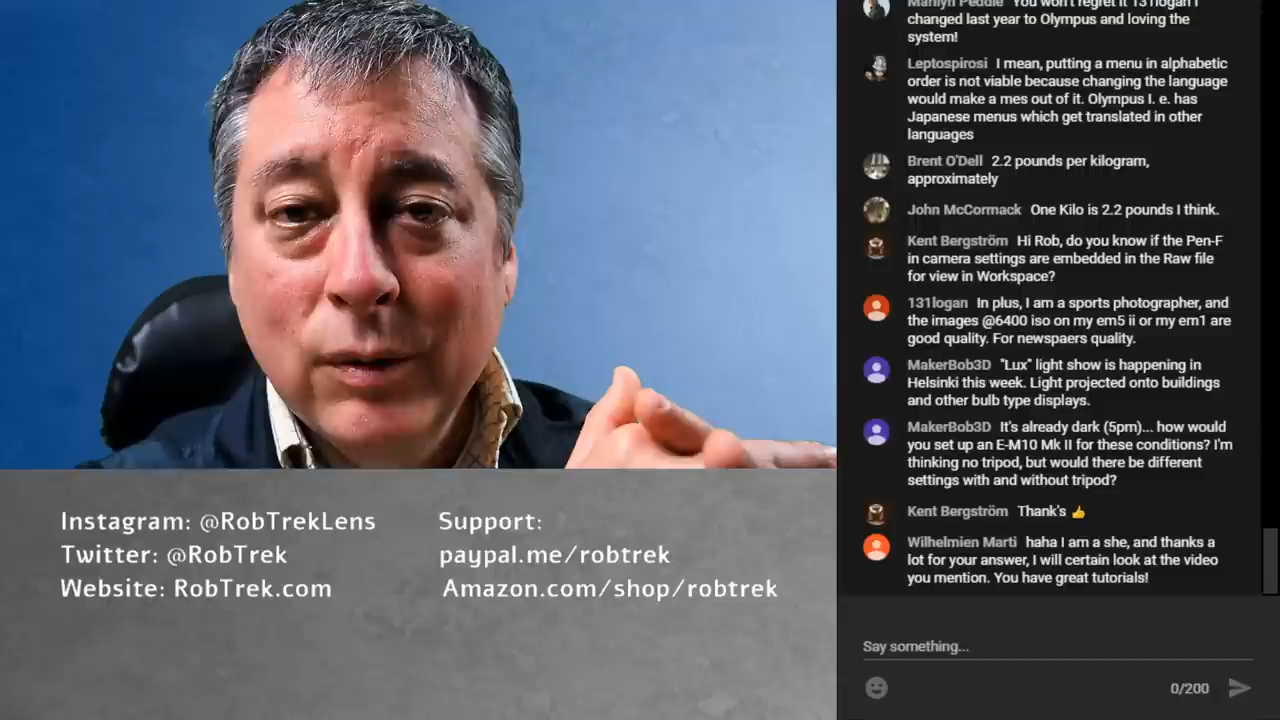 Instagram: @RobTrekLens
Twitter: @RobTrek
Website: RobTrek.com
Support:
paypal.me/robtrek
Amazon.com/shop/robtrek
Marilyn Peddie You won't regret it 131logan I
changed last year to Olympus and loving the
system!
Leptospirosi I mean, putting a menu in alphabetic
order is not viable because changing the language
would make a mes out of it. Olympus I. e. has
Japanese menus which get translated in other
languages
Brent O'Dell 2.2 pounds per kilogram,
approximately
John McCormack One Kilo is 2.2 pounds I think.
Kent Bergström Hi Rob, do you know if the Pen-F
in camera settings are embedded in the Raw file
for view in Workspace?
131logan In plus, I am a sports photographer, and
the images @6400 iso on my em5 ii or my em1 are
good quality. For newspaers quality.
MakerBob3D "Lux" light show is happening in
Helsinki this week. Light projected onto buildings
and other bulb type displays.
MakerBob3D It's already dark (5pm)... how would
you set up an E-M10 Mk II for these conditions? I'm
thinking no tripod, but would there be different
settings with and without tripod?
Kent Bergström Thank's 👍
Wilhelmien Marti haha I am a she, and thanks a
lot for your answer, I will certain look at the video
you mention. You have great tutorials!
Say something...
0/200